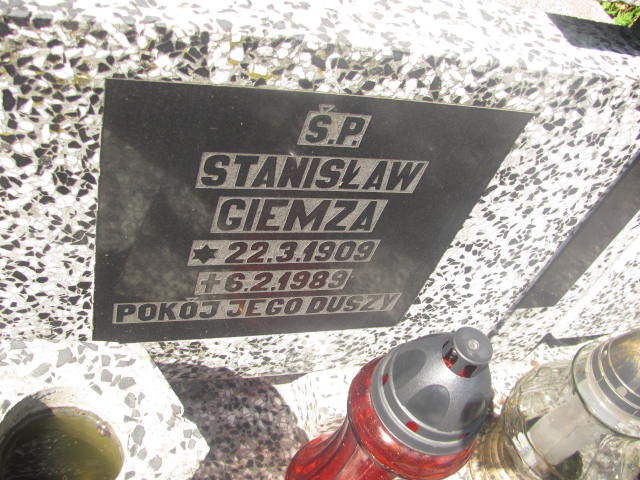 Ś.P.
STANISŁAW
GIEMZA
✶ 22.3.1909
+ 6.2.1989
POKÓJ JEGO DUSZY